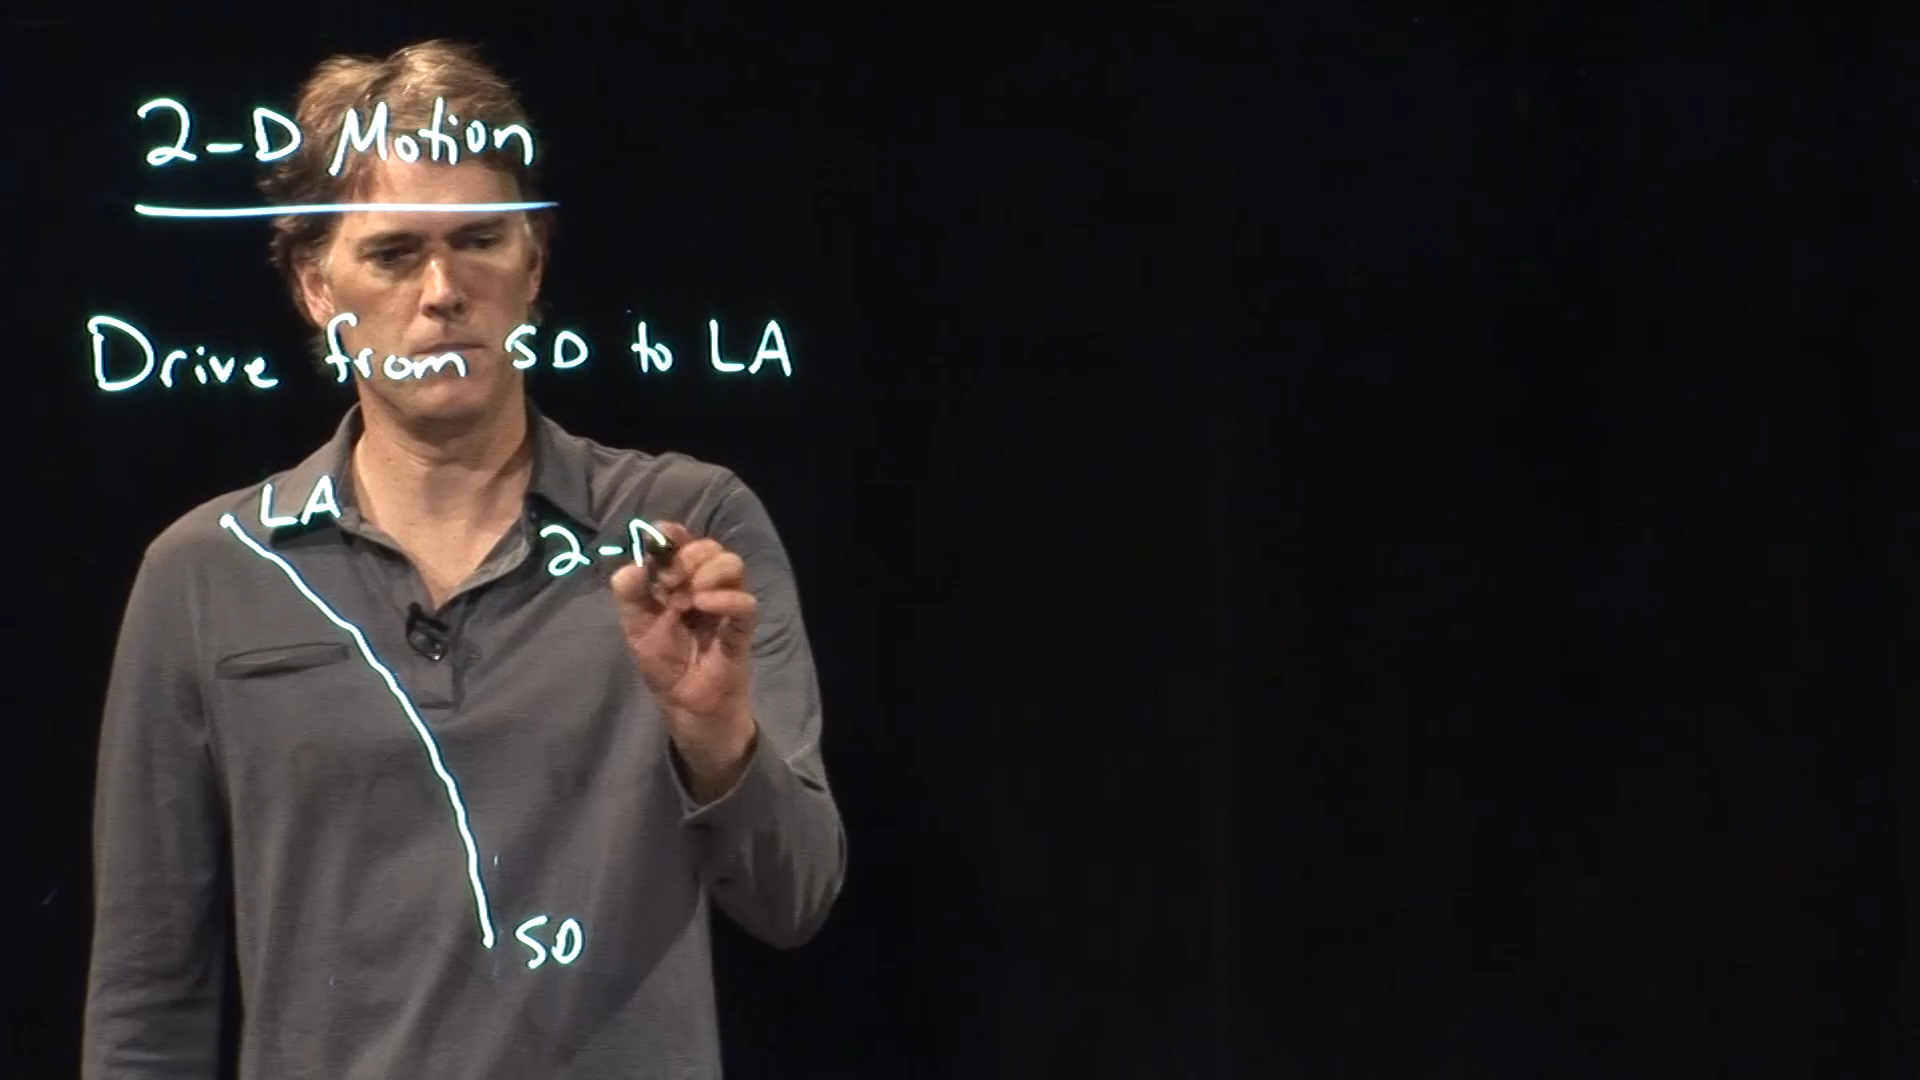 2-D Motion
Drive from SD to LA
LA
2-D
SD